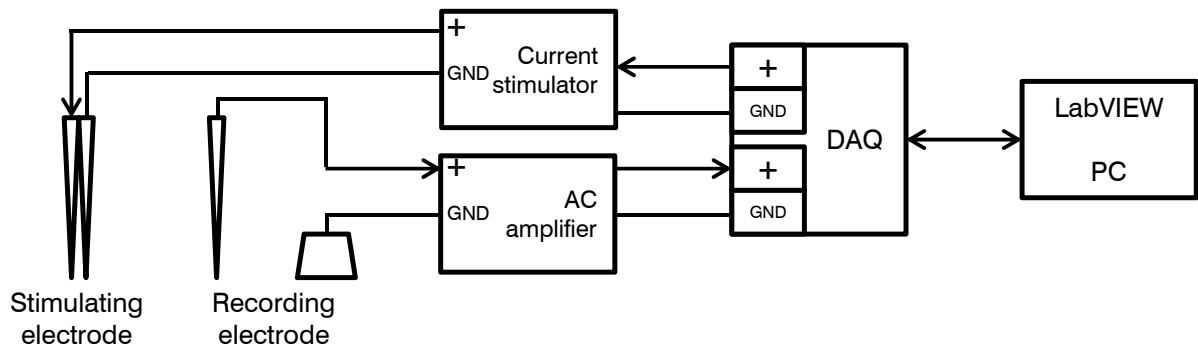 +
GND
Current
stimulator
+
GND
DAQ
LabVIEW
PC
+
GND
AC
amplifier
+
GND
Stimulating
electrode
Recording
electrode